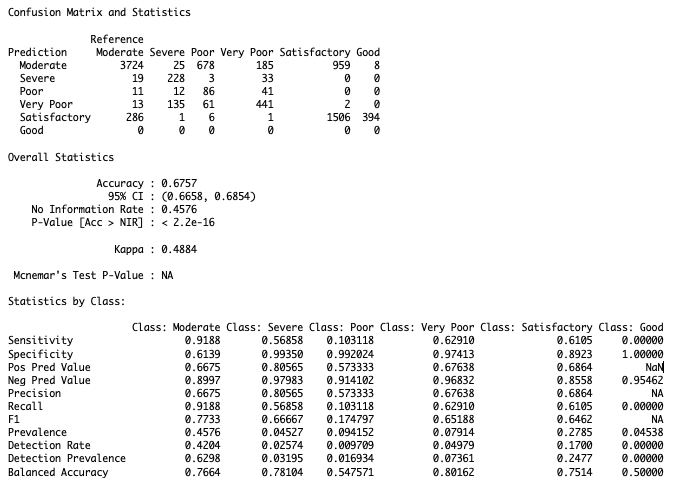 Confusion Matrix and Statistics
Reference
Prediction Moderate Severe Poor Very Poor Satisfactory Good
Moderate 3724 25 678 185 959 8
Severe 19 228 3 33 0 0
Poor 11 12 86 41 0 0
Very Poor 13 135 61 441 2 0
Satisfactory 286 1 6 1 1506 394
Good 0 0 0 0 0 0
Overall Statistics
Accuracy : 0.6757
95% CI : (0.6658, 0.6854)
No Information Rate : 0.4576
P-Value [Acc > NIR] : < 2.2e-16
Kappa : 0.4884
Mcnemar's Test P-Value : NA
Statistics by Class:
Class: Moderate Class: Severe Class: Poor Class: Very Poor Class: Satisfactory Class: Good
Sensitivity 0.9188 0.56858 0.103118 0.62910 0.6105 0.00000
Specificity 0.6139 0.99350 0.992024 0.97413 0.8923 1.00000
Pos Pred Value 0.6675 0.80565 0.573333 0.67638 0.6864 NaN
Neg Pred Value 0.8997 0.97983 0.914102 0.96832 0.8558 0.95462
Precision 0.6675 0.80565 0.573333 0.67638 0.6864 NA
Recall 0.9188 0.56858 0.103118 0.62910 0.6105 0.00000
F1 0.7733 0.66667 0.174797 0.65188 0.6462 NA
Prevalence 0.4576 0.04527 0.094152 0.07914 0.2785 0.04538
Detection Rate 0.4204 0.02574 0.009709 0.04979 0.1700 0.00000
Detection Prevalence 0.6298 0.03195 0.016934 0.07361 0.2477 0.00000
Balanced Accuracy 0.7664 0.78104 0.547571 0.80162 0.7514 0.50000